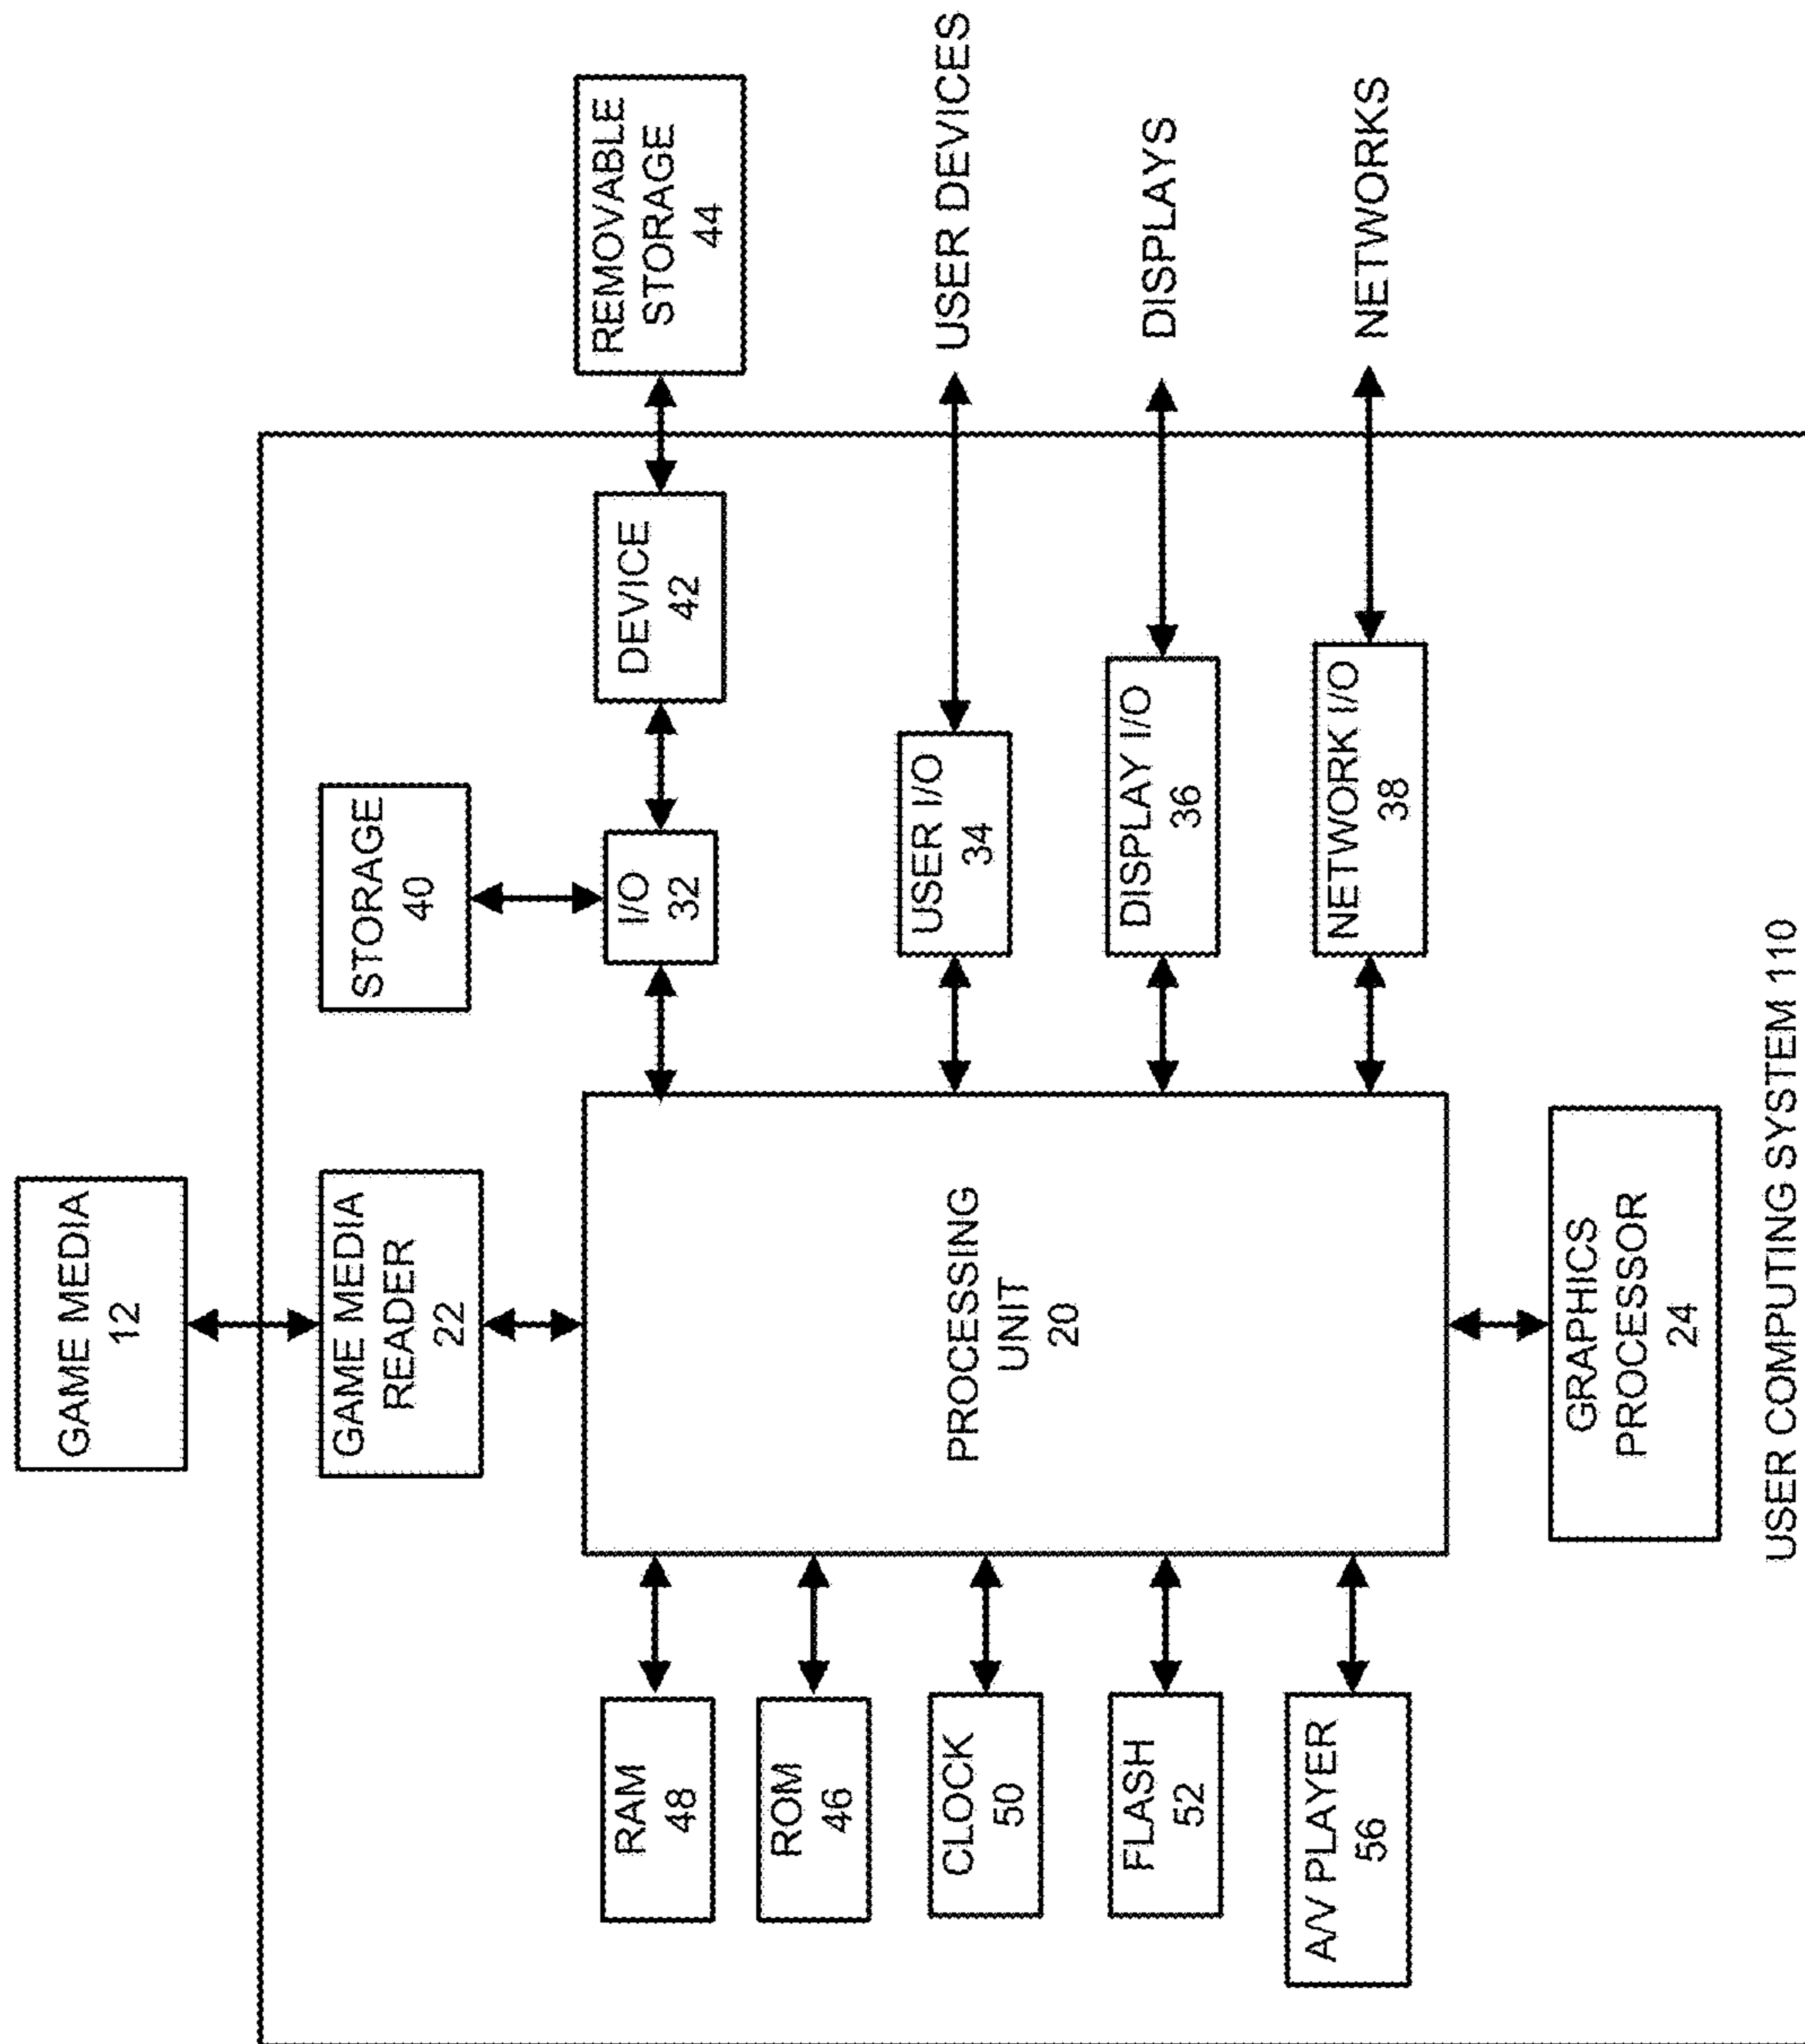 GAME MEDIA
12
GAME MEDIA
READER
22
STORAGE
40
RAM
48
ROM
46
CLOCK
50
FLASH
52
A/V PLAYER
56
PROCESSING
UNIT
20
GRAPHICS
PROCESSOR
24
I/O
32
DEVICE
42
REMOVABLE
STORAGE
44
USER I/O
34
USER DEVICES
DISPLAY I/O
36
DISPLAYS
NETWORK I/O
38
NETWORKS
USER COMPUTING SYSTEM 110